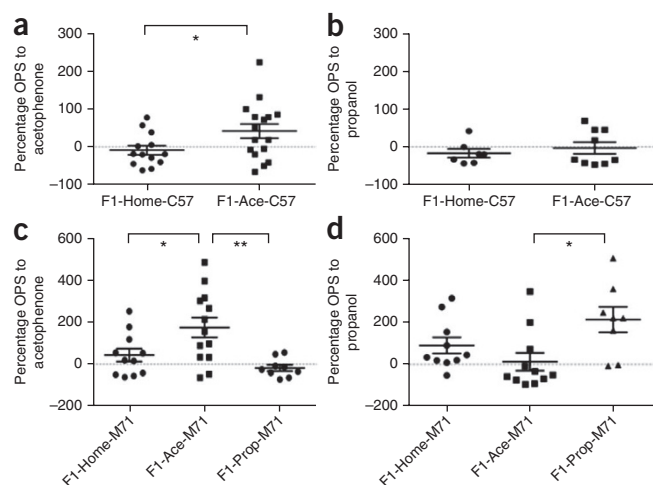 a
Percentage OPS to
acetophenone
300
200
100
0
–100
*
F1-Home-C57
F1-Ace-C57
b
Percentage OPS to
propanol
300
200
100
0
–100
F1-Home-C57
F1-Ace-C57
c
Percentage OPS to
acetophenone
600
400
200
0
–200
*
**
F1-Home-M71
F1-Ace-M71
F1-Prop-M71
d
Percentage OPS to
propanol
600
400
200
0
–200
*
F1-Home-M71
F1-Ace-M71
F1-Prop-M71